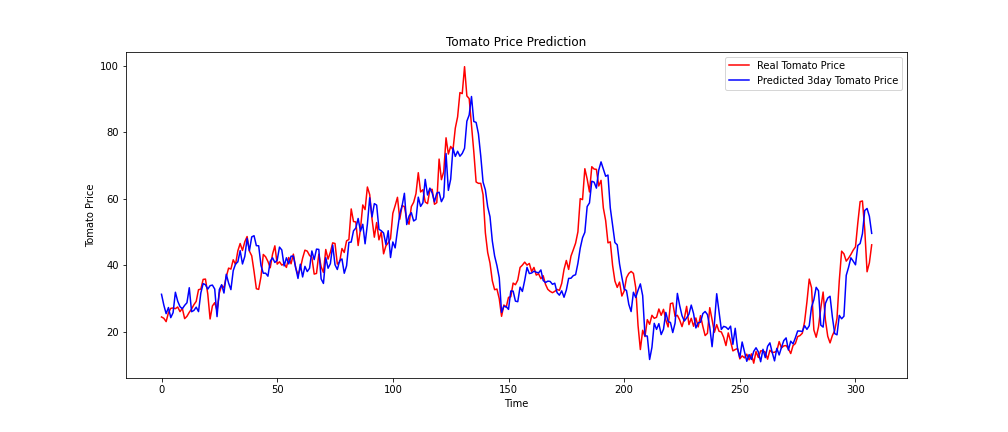 Tomato Price Prediction
Real Tomato Price
Predicted 3day Tomato Price
Tomato Price
100
80
60
40
20
0
50
100
150
200
250
300
Time